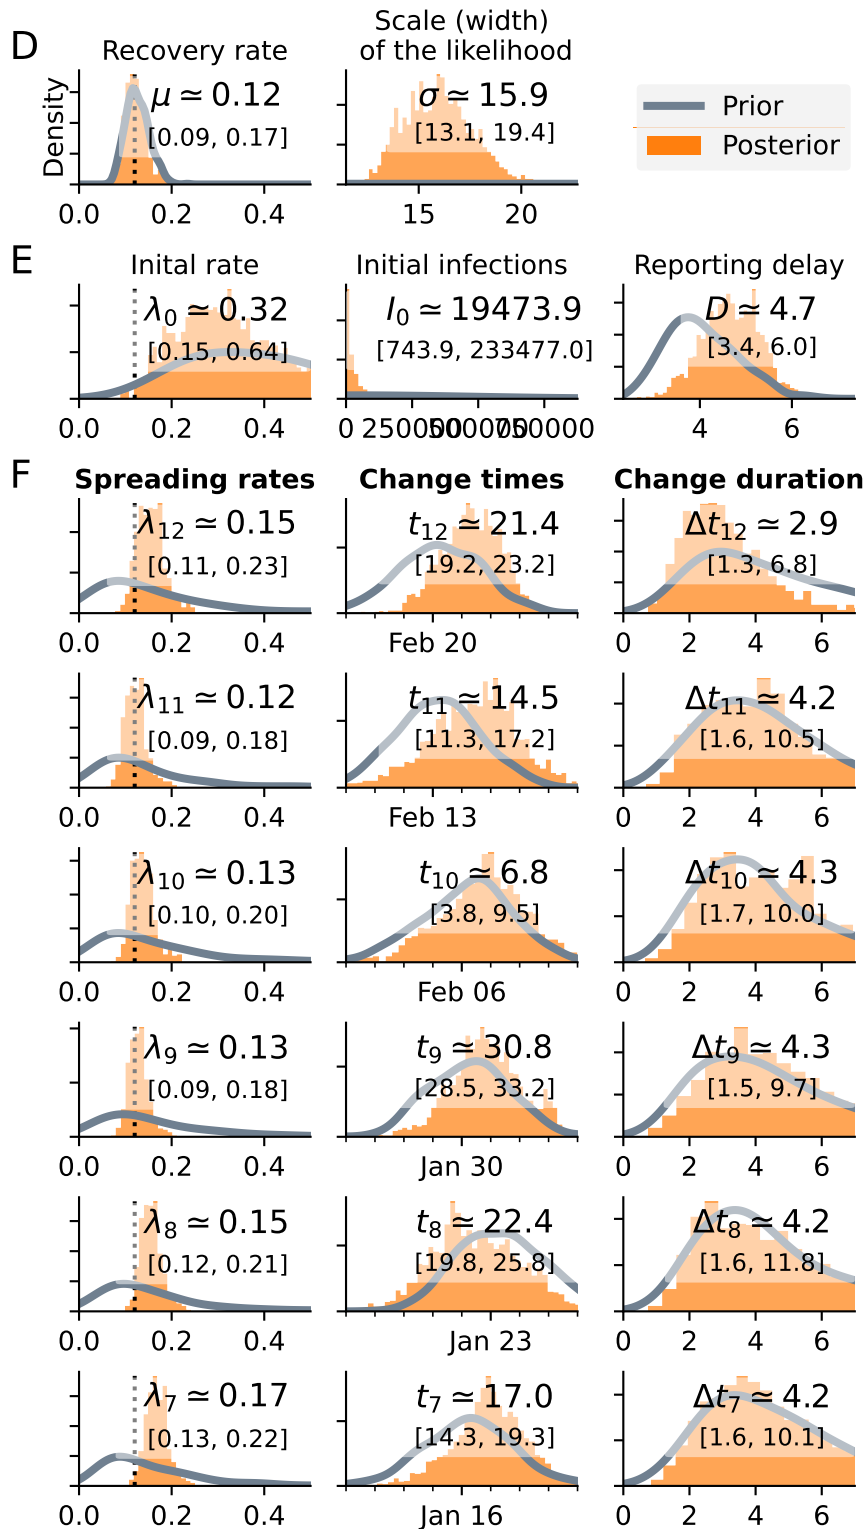 D
Recovery rate
Scale (width)
of the likelihood
Density
μ ≃ 0.12
[0.09, 0.17]
σ ≃ 15.9
[13.1, 19.4]
Prior
Posterior
0.0 0.2 0.4
15 20
E
Inital rate
Initial infections
Reporting delay
λ0 ≃ 0.32
[0.15, 0.64]
I0 ≃ 19473.9
[743.9, 233477.0]
D ≃ 4.7
[3.4, 6.0]
0.0 0.2 0.4
0 250000 500000 750000
4 6
F
Spreading rates
Change times
Change duration
λ12 ≃ 0.15
[0.11, 0.23]
t12 ≃ 21.4
[19.2, 23.2]
Δt12 ≃ 2.9
[1.3, 6.8]
0.0 0.2 0.4
Feb 20
0 2 4 6
λ11 ≃ 0.12
[0.09, 0.18]
t11 ≃ 14.5
[11.3, 17.2]
Δt11 ≃ 4.2
[1.6, 10.5]
0.0 0.2 0.4
Feb 13
0 2 4 6
λ10 ≃ 0.13
[0.10, 0.20]
t10 ≃ 6.8
[3.8, 9.5]
Δt10 ≃ 4.3
[1.7, 10.0]
0.0 0.2 0.4
Feb 06
0 2 4 6
λ9 ≃ 0.13
[0.09, 0.18]
t9 ≃ 30.8
[28.5, 33.2]
Δt9 ≃ 4.3
[1.5, 9.7]
0.0 0.2 0.4
Jan 30
0 2 4 6
λ8 ≃ 0.15
[0.12, 0.21]
t8 ≃ 22.4
[19.8, 25.8]
Δt8 ≃ 4.2
[1.6, 11.8]
0.0 0.2 0.4
Jan 23
0 2 4 6
λ7 ≃ 0.17
[0.13, 0.22]
t7 ≃ 17.0
[14.3, 19.3]
Δt7 ≃ 4.2
[1.6, 10.1]
0.0 0.2 0.4
Jan 16
0 2 4 6